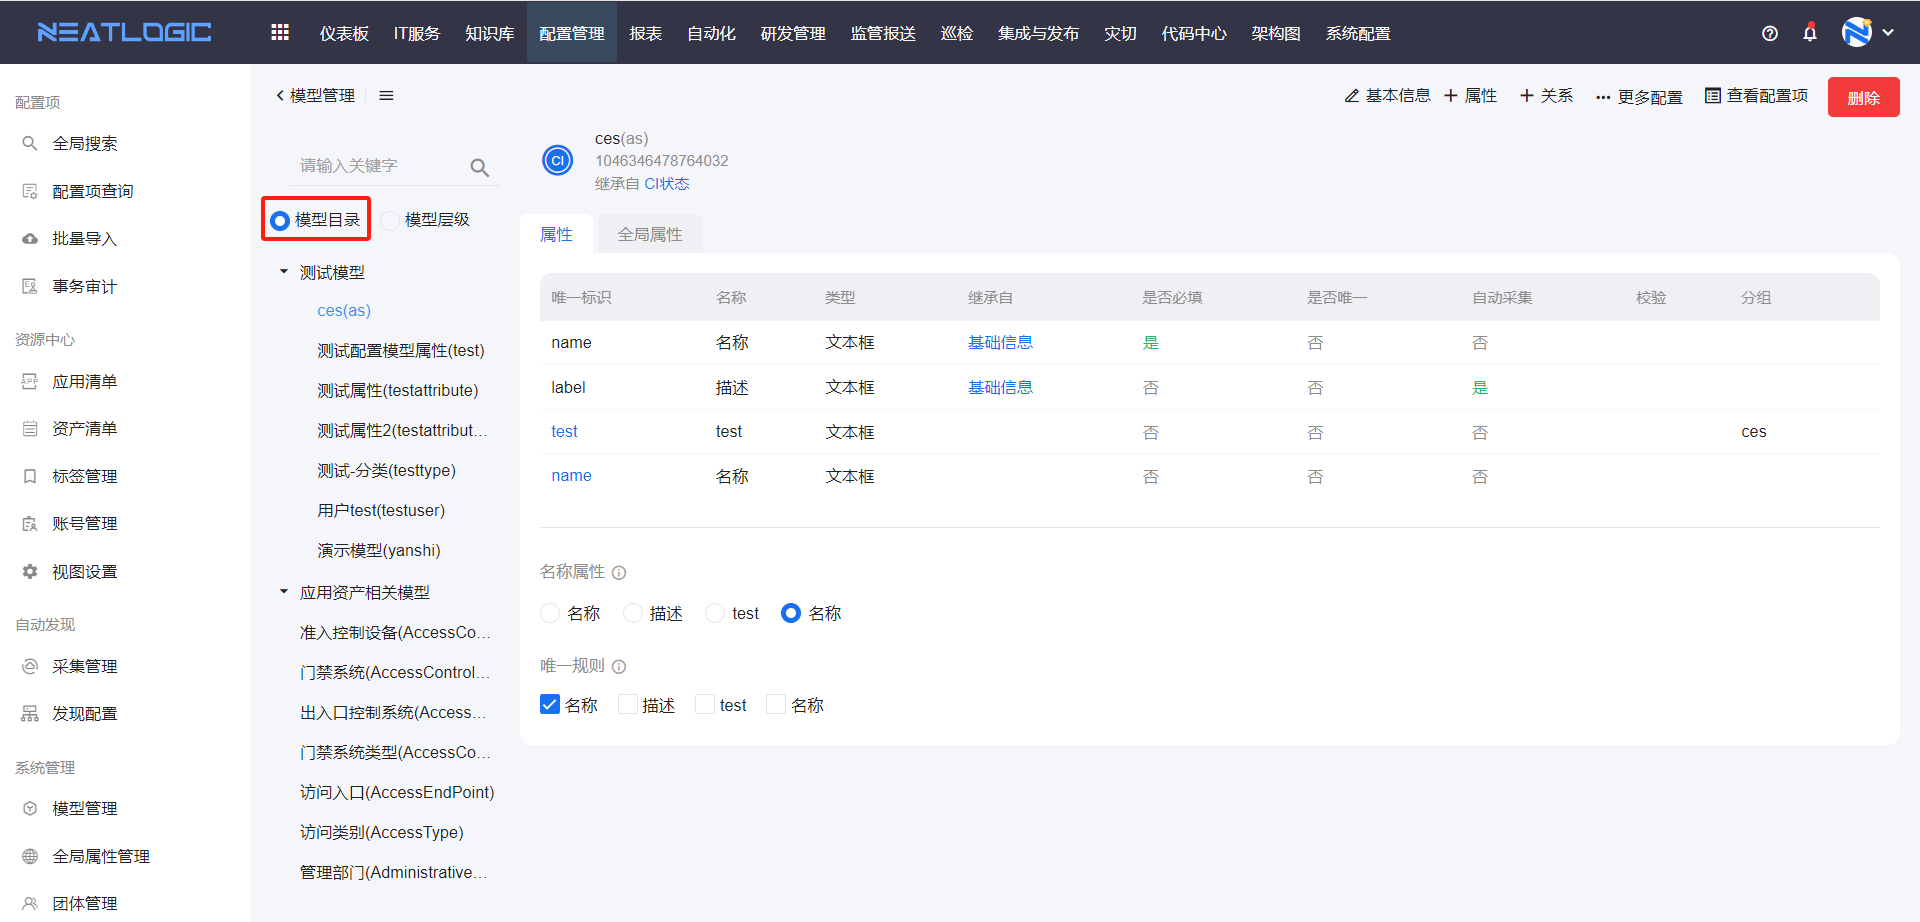 NEATLOGIC 仪表板 IT服务 知识库 配置管理 报表 自动化 研发管理 监管报送 巡检 集成与发布 灾切 代码中心 架构图 系统配置
配置项
全局搜索
配置项查询
批量导入
事务审计
资源中心
应用清单
资产清单
标签管理
账号管理
视图设置
自动发现
采集管理
发现配置
系统管理
模型管理
全局属性管理
团体管理
模型管理
请输入关键字
模型目录 模型层级
测试模型
ces(as)
测试配置模型属性(test)
测试属性(testattribute)
测试属性2(testattribut...
测试-分类(testtype)
用户test(testuser)
演示模型(yanshi)
应用资产相关模型
准入控制设备(AccessCo...
门禁系统(AccessControl...
出入口控制系统(Access...
门禁系统类型(AccessCo...
访问入口(AccessEndPoint)
访问类别(AccessType)
管理部门(Administrative...
基本信息 属性 关系 更多配置 查看配置项 删除
CI
ces(as)
1046346478764032
继承自 CI状态
属性 全局属性
唯一标识 名称 类型 继承自 是否必填 是否唯一 自动采集 校验 分组
name 名称 文本框 基础信息 是 否 否
label 描述 文本框 基础信息 否 否 是
test test 文本框 否 否 否 ces
name 名称 文本框 否 否 否
名称属性
名称 描述 test 名称
唯一规则
名称 描述 test 名称